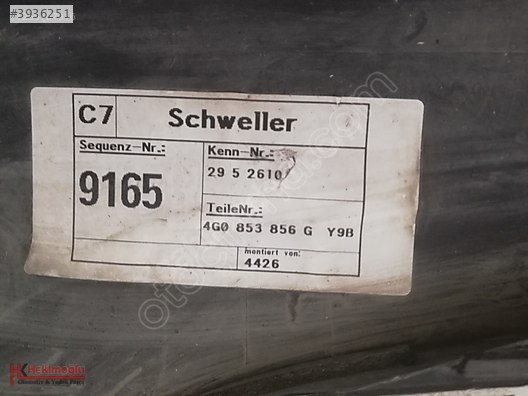 #3936251
C7 Schweller
Sequenz-Nr.:
9165
Kenn-Nr.:
29 5 2610
TeileNr.:
4G0 853 856 G Y9B
montiert von:
4426